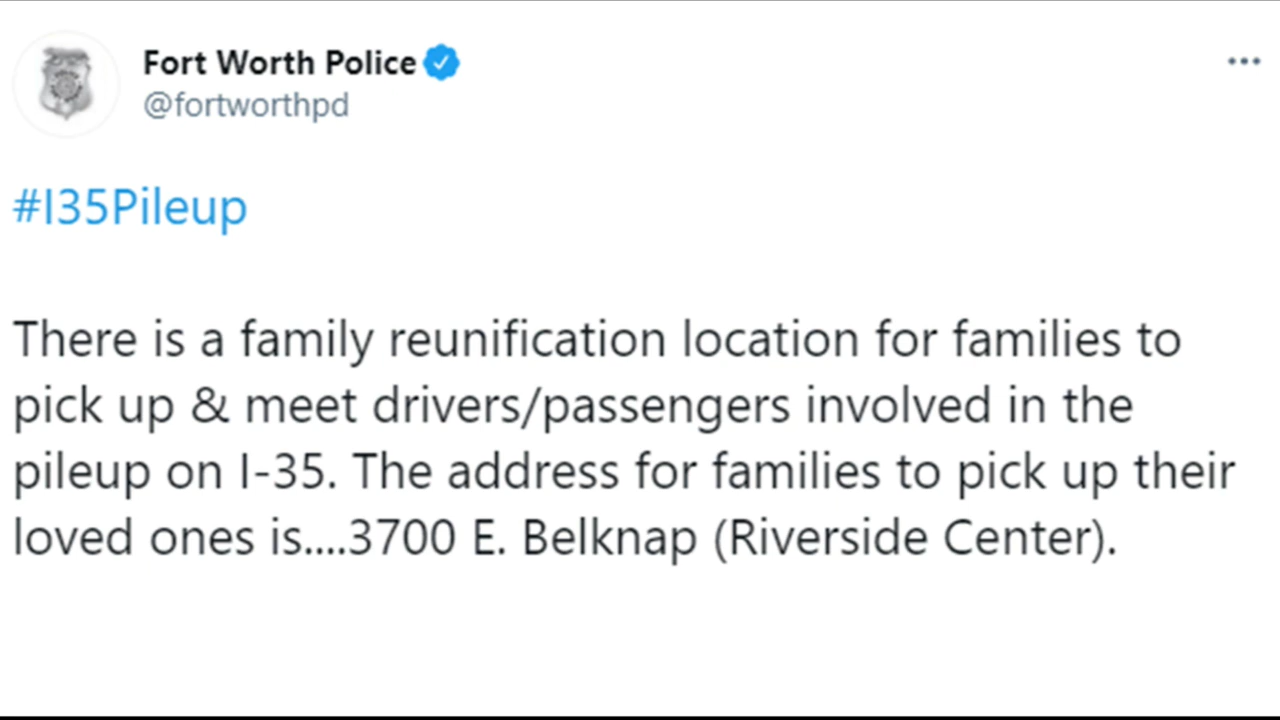 Fort Worth Police
@fortworthpd
#I35Pileup
There is a family reunification location for families to
pick up & meet drivers/passengers involved in the
pileup on I-35. The address for families to pick up their
loved ones is....3700 E. Belknap (Riverside Center).